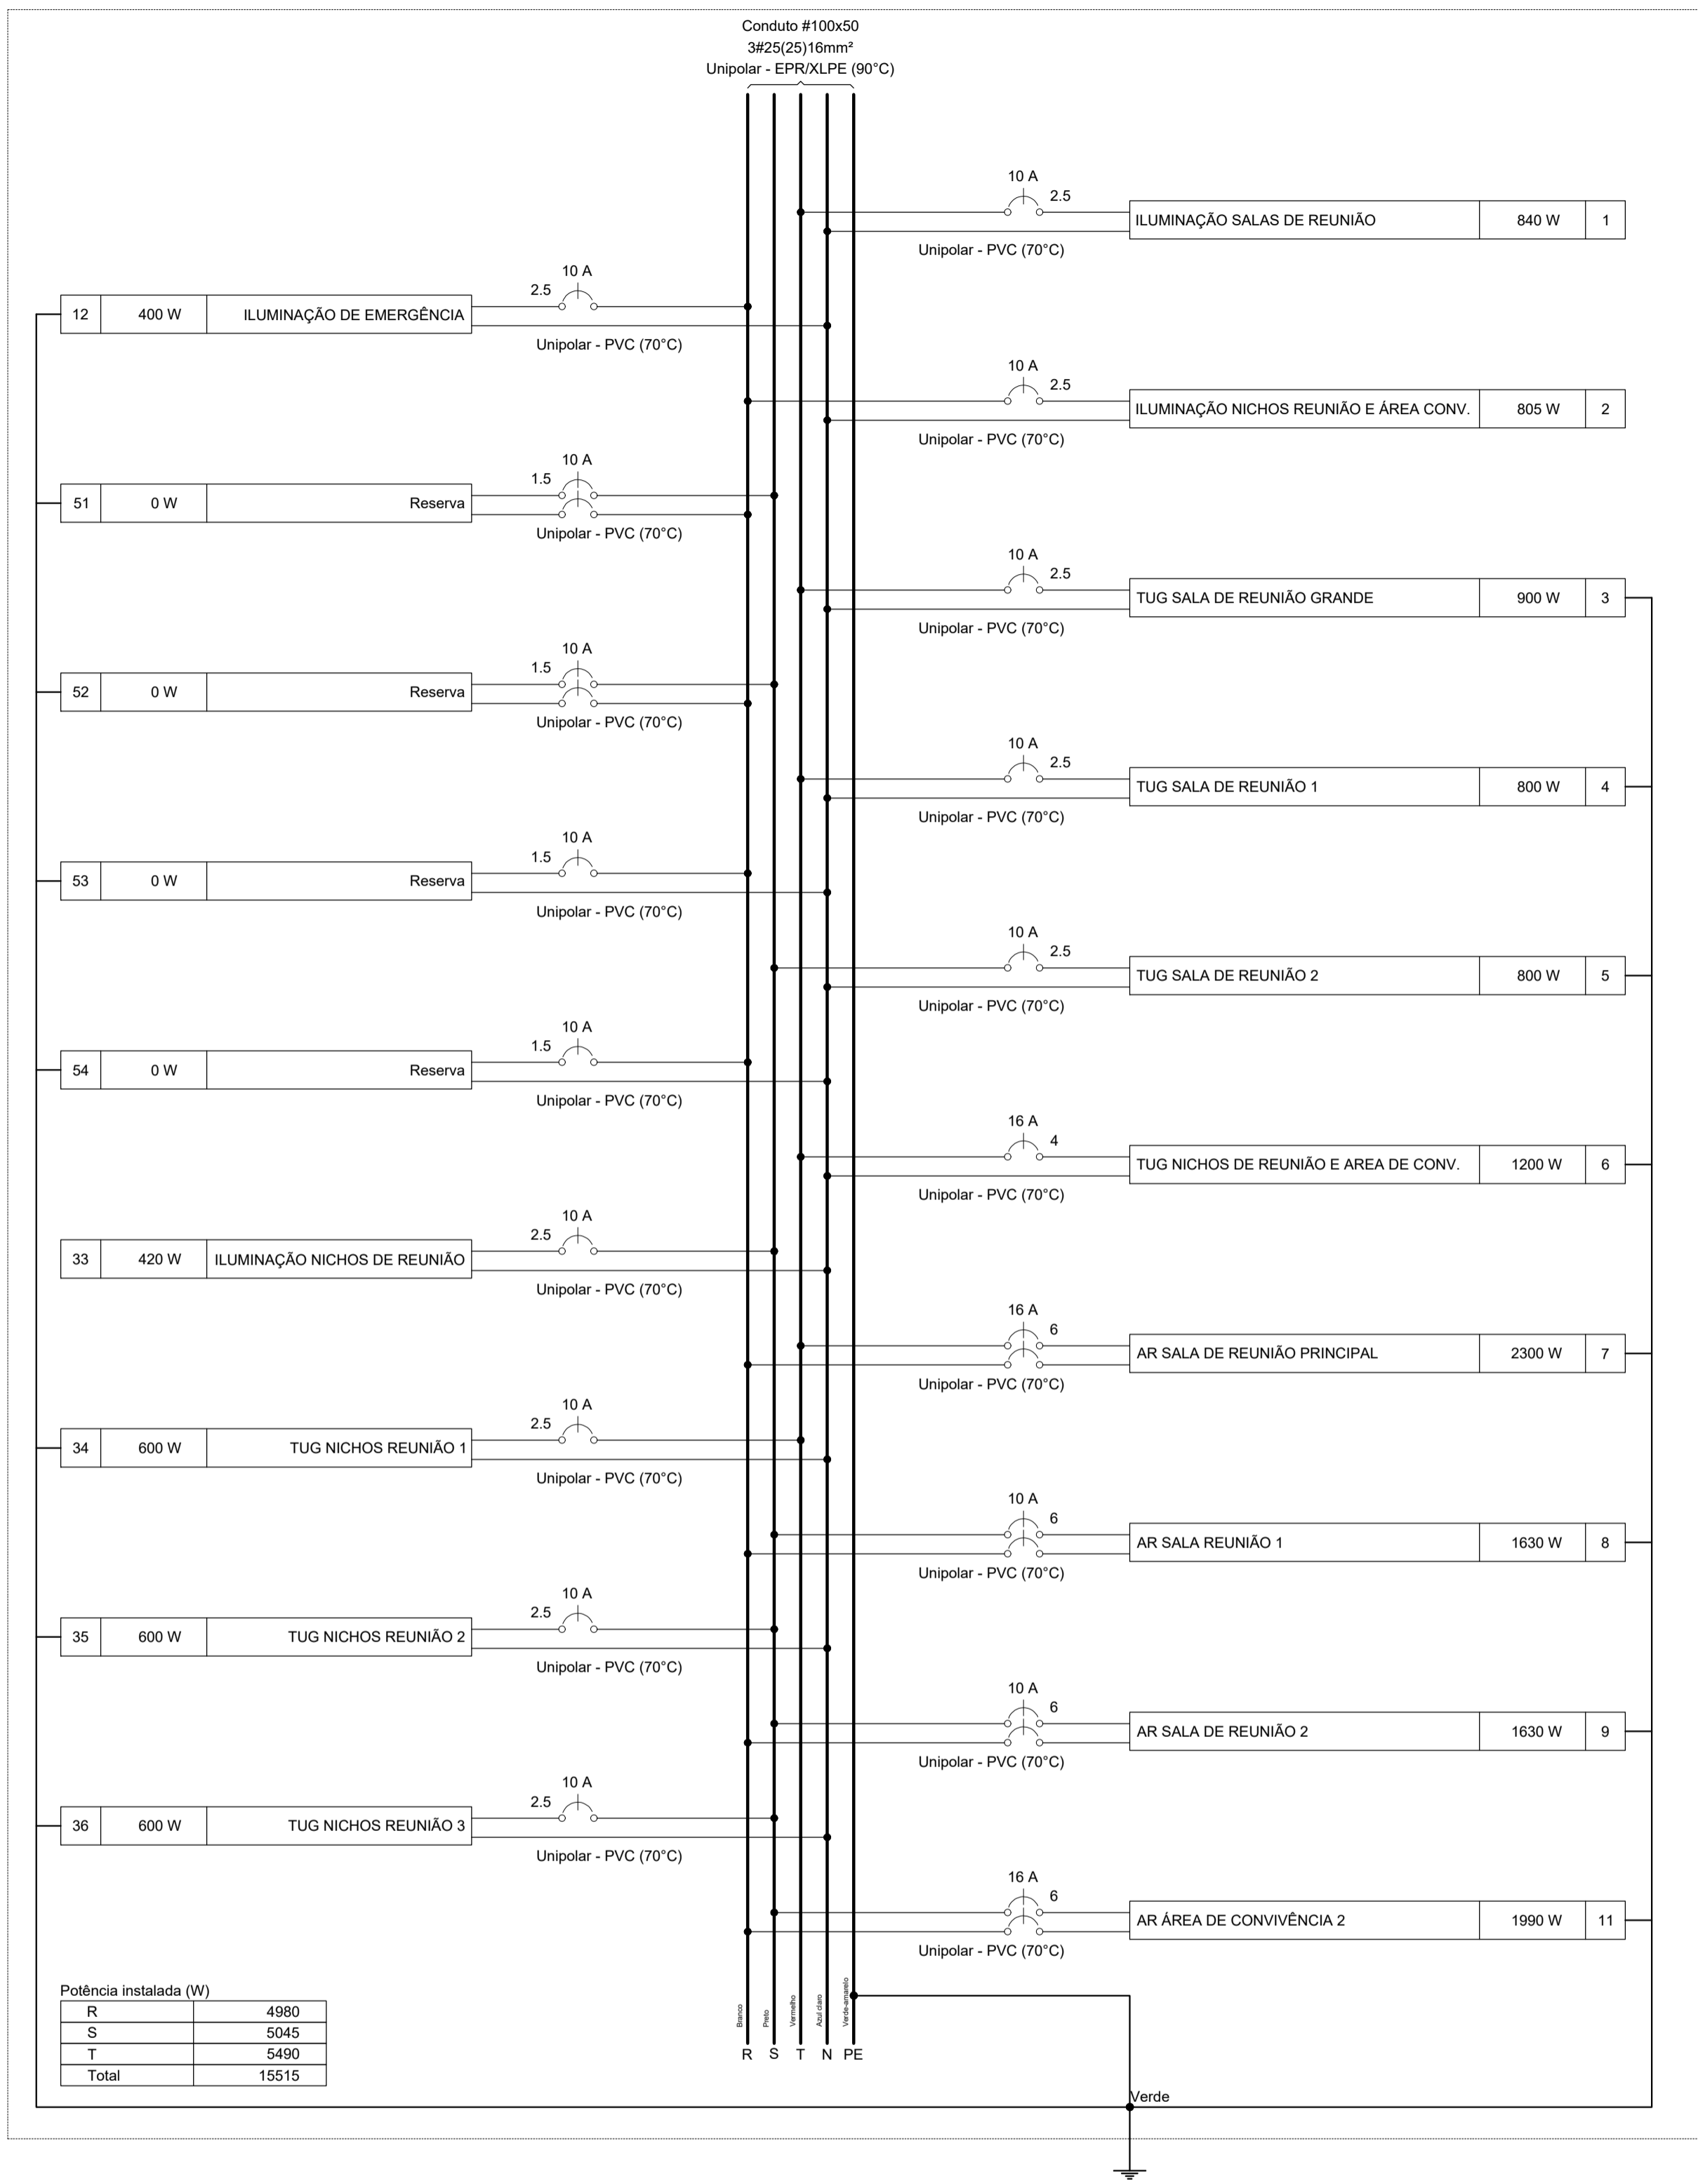 Conduto #100x50
3#25(25)16mm²
Unipolar - EPR/XLPE (90°C)
10 A
2.5
ILUMINAÇÃO SALAS DE REUNIÃO 840 W 1
Unipolar - PVC (70°C)
10 A
2.5
12 400 W ILUMINAÇÃO DE EMERGÊNCIA
Unipolar - PVC (70°C)
10 A
2.5
ILUMINAÇÃO NICHOS REUNIÃO E ÁREA CONV. 805 W 2
Unipolar - PVC (70°C)
10 A
1.5
51 0 W Reserva
Unipolar - PVC (70°C)
10 A
2.5
TUG SALA DE REUNIÃO GRANDE 900 W 3
Unipolar - PVC (70°C)
10 A
1.5
52 0 W Reserva
Unipolar - PVC (70°C)
10 A
2.5
TUG SALA DE REUNIÃO 1 800 W 4
Unipolar - PVC (70°C)
10 A
1.5
53 0 W Reserva
Unipolar - PVC (70°C)
10 A
2.5
TUG SALA DE REUNIÃO 2 800 W 5
Unipolar - PVC (70°C)
10 A
1.5
54 0 W Reserva
Unipolar - PVC (70°C)
16 A
4
TUG NICHOS DE REUNIÃO E AREA DE CONV. 1200 W 6
Unipolar - PVC (70°C)
10 A
2.5
33 420 W ILUMINAÇÃO NICHOS DE REUNIÃO
Unipolar - PVC (70°C)
16 A
6
AR SALA DE REUNIÃO PRINCIPAL 2300 W 7
Unipolar - PVC (70°C)
10 A
2.5
34 600 W TUG NICHOS REUNIÃO 1
Unipolar - PVC (70°C)
10 A
6
AR SALA REUNIÃO 1 1630 W 8
Unipolar - PVC (70°C)
10 A
2.5
35 600 W TUG NICHOS REUNIÃO 2
Unipolar - PVC (70°C)
10 A
6
AR SALA DE REUNIÃO 2 1630 W 9
Unipolar - PVC (70°C)
10 A
2.5
36 600 W TUG NICHOS REUNIÃO 3
Unipolar - PVC (70°C)
16 A
6
AR ÁREA DE CONVIVÊNCIA 2 1990 W 11
Unipolar - PVC (70°C)
Potência instalada (W)
R 4980
S 5045
T 5490
Total 15515
Branco
Preto
Vermelho
Azul claro
Verde-amarelo
R S T N PE
Verde